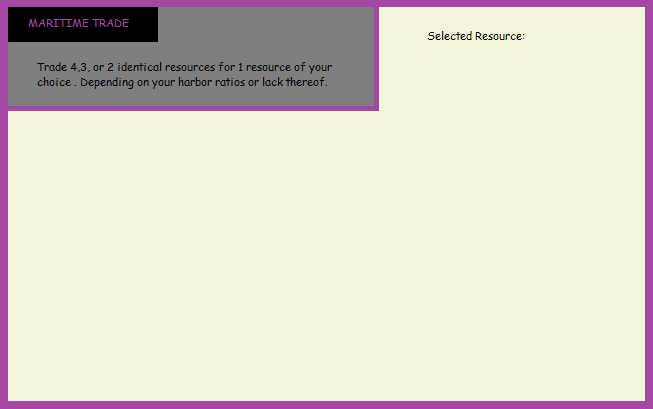 MARITIME TRADE
Trade 4,3, or 2 identical resources for 1 resource of your
choice . Depending on your harbor ratios or lack thereof.
Selected Resource: